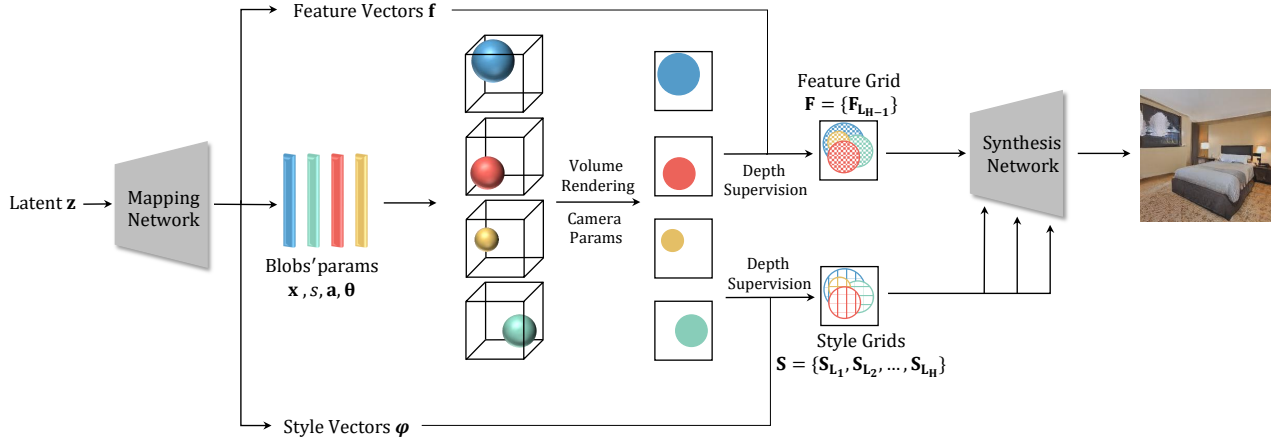 Feature Vectors f
Latent z
Mapping
Network
Blobs' params
x , s, a, θ
Volume
Rendering
Camera
Params
Depth
Supervision
Feature Grid
F = {F_{L_{H−1}}}
Synthesis
Network
Depth
Supervision
Style Grids
S = {S_{L_1}, S_{L_2}, ... , S_{L_H}}
Style Vectors φ